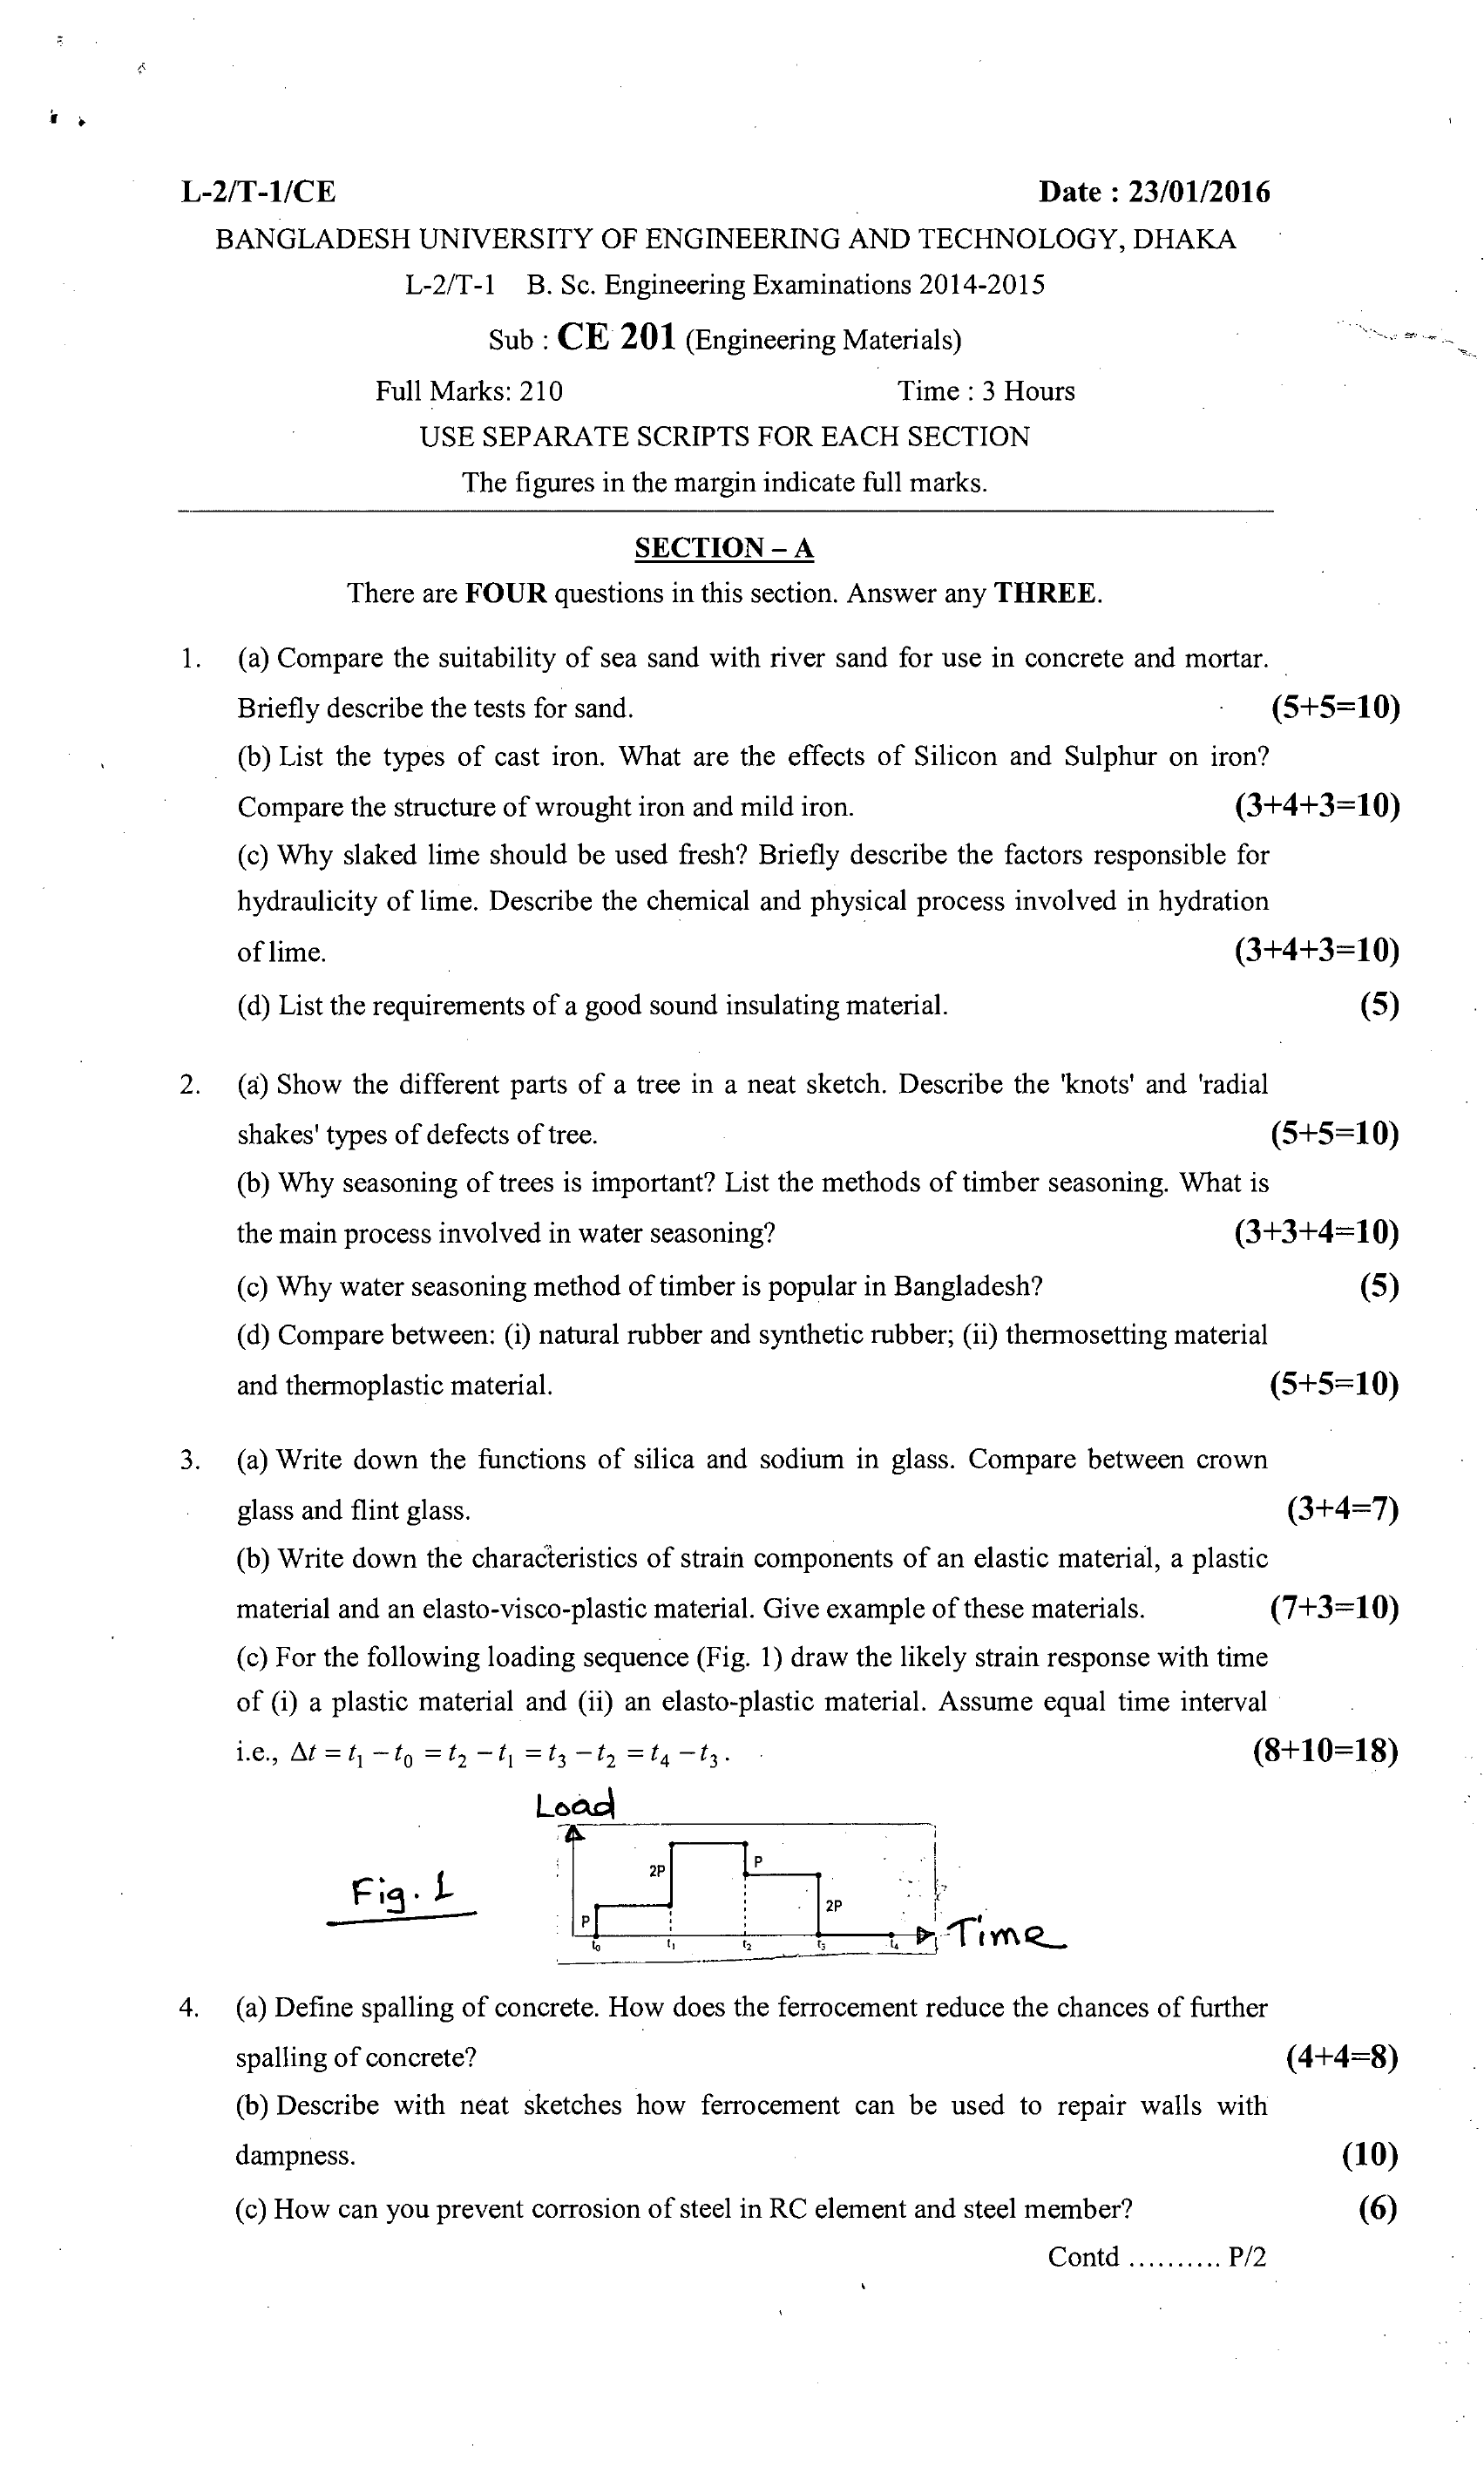 L-2/T-1/CE Date : 23/01/2016
BANGLADESH UNIVERSITY OF ENGINEERING AND TECHNOLOGY, DHAKA
L-2/T-1 B. Sc. Engineering Examinations 2014-2015
Sub : CE 201 (Engineering Materials)
Full Marks: 210 Time : 3 Hours
USE SEPARATE SCRIPTS FOR EACH SECTION
The figures in the margin indicate full marks.
SECTION – A
There are FOUR questions in this section. Answer any THREE.
1. (a) Compare the suitability of sea sand with river sand for use in concrete and mortar.
Briefly describe the tests for sand. (5+5=10)
(b) List the types of cast iron. What are the effects of Silicon and Sulphur on iron?
Compare the structure of wrought iron and mild iron. (3+4+3=10)
(c) Why slaked lime should be used fresh? Briefly describe the factors responsible for
hydraulicity of lime. Describe the chemical and physical process involved in hydration
of lime. (3+4+3=10)
(d) List the requirements of a good sound insulating material. (5)
2. (a) Show the different parts of a tree in a neat sketch. Describe the 'knots' and 'radial
shakes' types of defects of tree. (5+5=10)
(b) Why seasoning of trees is important? List the methods of timber seasoning. What is
the main process involved in water seasoning? (3+3+4=10)
(c) Why water seasoning method of timber is popular in Bangladesh? (5)
(d) Compare between: (i) natural rubber and synthetic rubber; (ii) thermosetting material
and thermoplastic material. (5+5=10)
3. (a) Write down the functions of silica and sodium in glass. Compare between crown
glass and flint glass. (3+4=7)
(b) Write down the characteristics of strain components of an elastic material, a plastic
material and an elasto-visco-plastic material. Give example of these materials. (7+3=10)
(c) For the following loading sequence (Fig. 1) draw the likely strain response with time
of (i) a plastic material and (ii) an elasto-plastic material. Assume equal time interval
i.e., Δt = t₁ – t₀ = t₂ – t₁ = t₃ – t₂ = t₄ – t₃ . (8+10=18)
Load
2P P
Fig. 1
P 2P
t₀ t₁ t₂ t₃ t₄ Time
4. (a) Define spalling of concrete. How does the ferrocement reduce the chances of further
spalling of concrete? (4+4=8)
(b) Describe with neat sketches how ferrocement can be used to repair walls with
dampness. (10)
(c) How can you prevent corrosion of steel in RC element and steel member? (6)
Contd .......... P/2